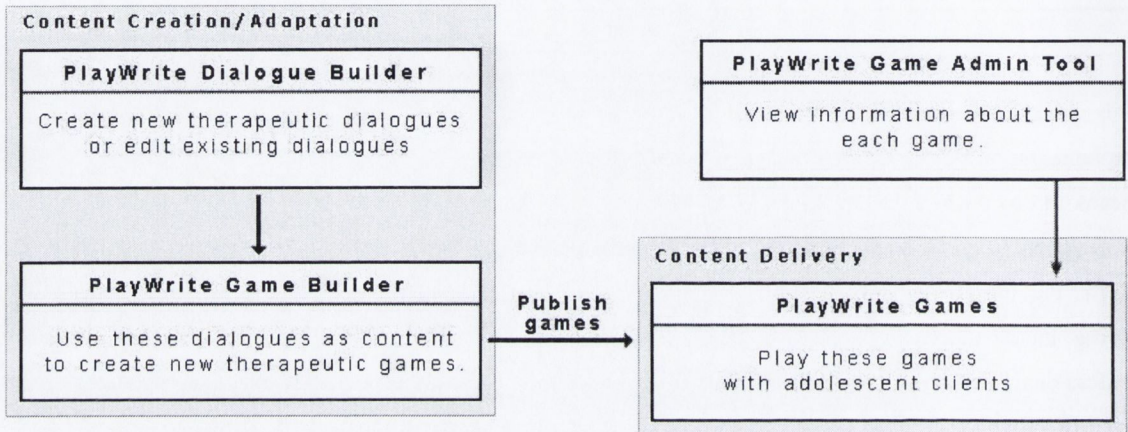 Content Creation/Adaptation
PlayWrite Dialogue Builder
Create new therapeutic dialogues
or edit existing dialogues
PlayWrite Game Builder
Use these dialogues as content
to create new therapeutic games.
Publish
games
PlayWrite Game Admin Tool
View information about the
each game.
Content Delivery
PlayWrite Games
Play these games
with adolescent clients